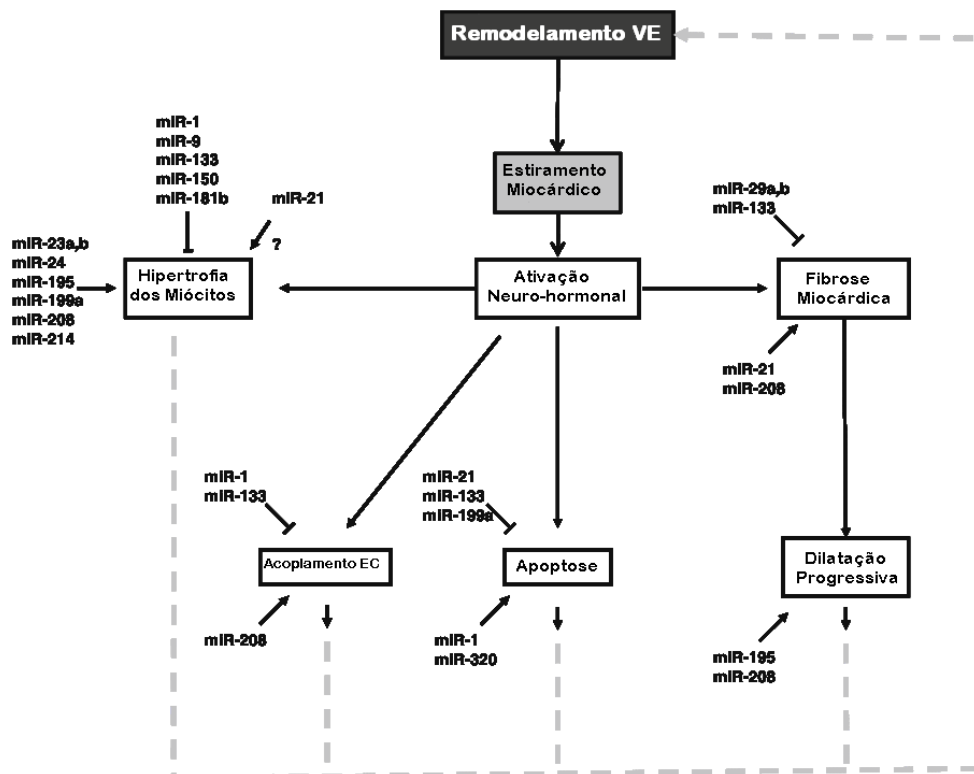 Remodelamento VE
miR-1
miR-9
miR-133
miR-150
miR-181b
Estiramento
Miocárdico
miR-21
?
miR-29a,b
miR-133
miR-23a,b
miR-24
miR-195
miR-199a
miR-208
miR-214
Hipertrofia
dos Miócitos
Ativação
Neuro-hormonal
Fibrose
Miocárdica
miR-21
miR-208
miR-1
miR-133
miR-21
miR-133
miR-199a
Acoplamento EC
Apoptose
Dilatação
Progressiva
miR-208
miR-1
miR-320
miR-195
miR-208